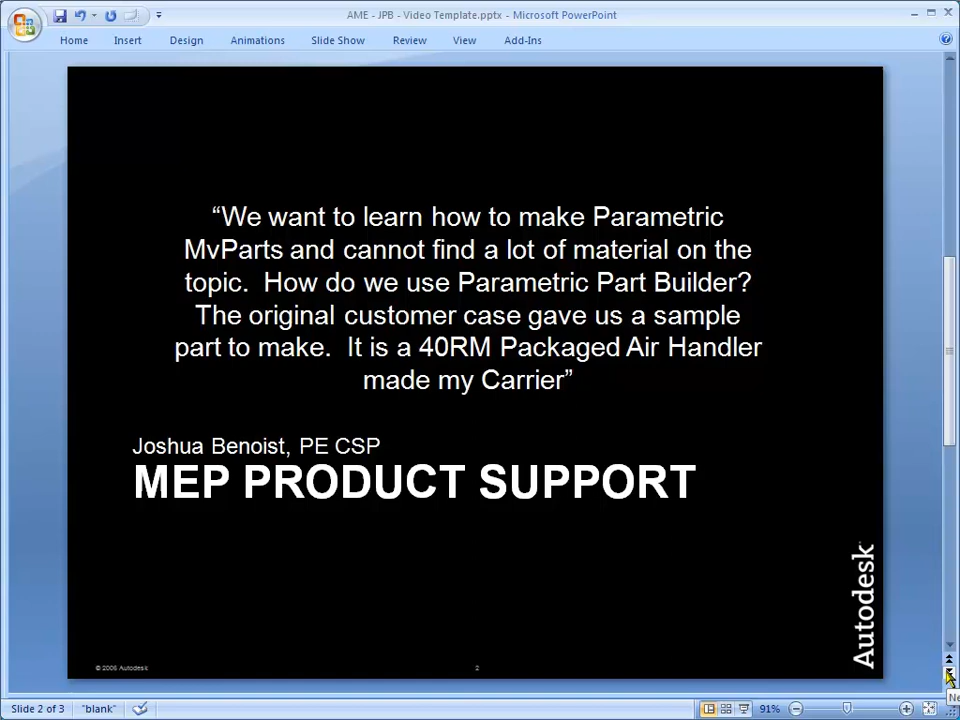 AME - JPB - Video Template.pptx - Microsoft PowerPoint
Home Insert Design Animations Slide Show Review View Add-Ins
“We want to learn how to make Parametric
MvParts and cannot find a lot of material on the
topic. How do we use Parametric Part Builder?
The original customer case gave us a sample
part to make. It is a 40RM Packaged Air Handler
made my Carrier”
Joshua Benoist, PE CSP
MEP PRODUCT SUPPORT
Autodesk
© 2006 Autodesk 2
Ne
Slide 2 of 3 "blank" 91%